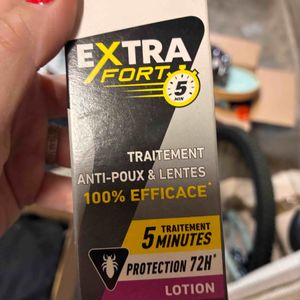 EXTRA
FORT
5
MIN
TRAITEMENT
ANTI-POUX & LENTES
100% EFFICACE*
5 TRAITEMENT
MINUTES
PROTECTION 72H*
LOTION